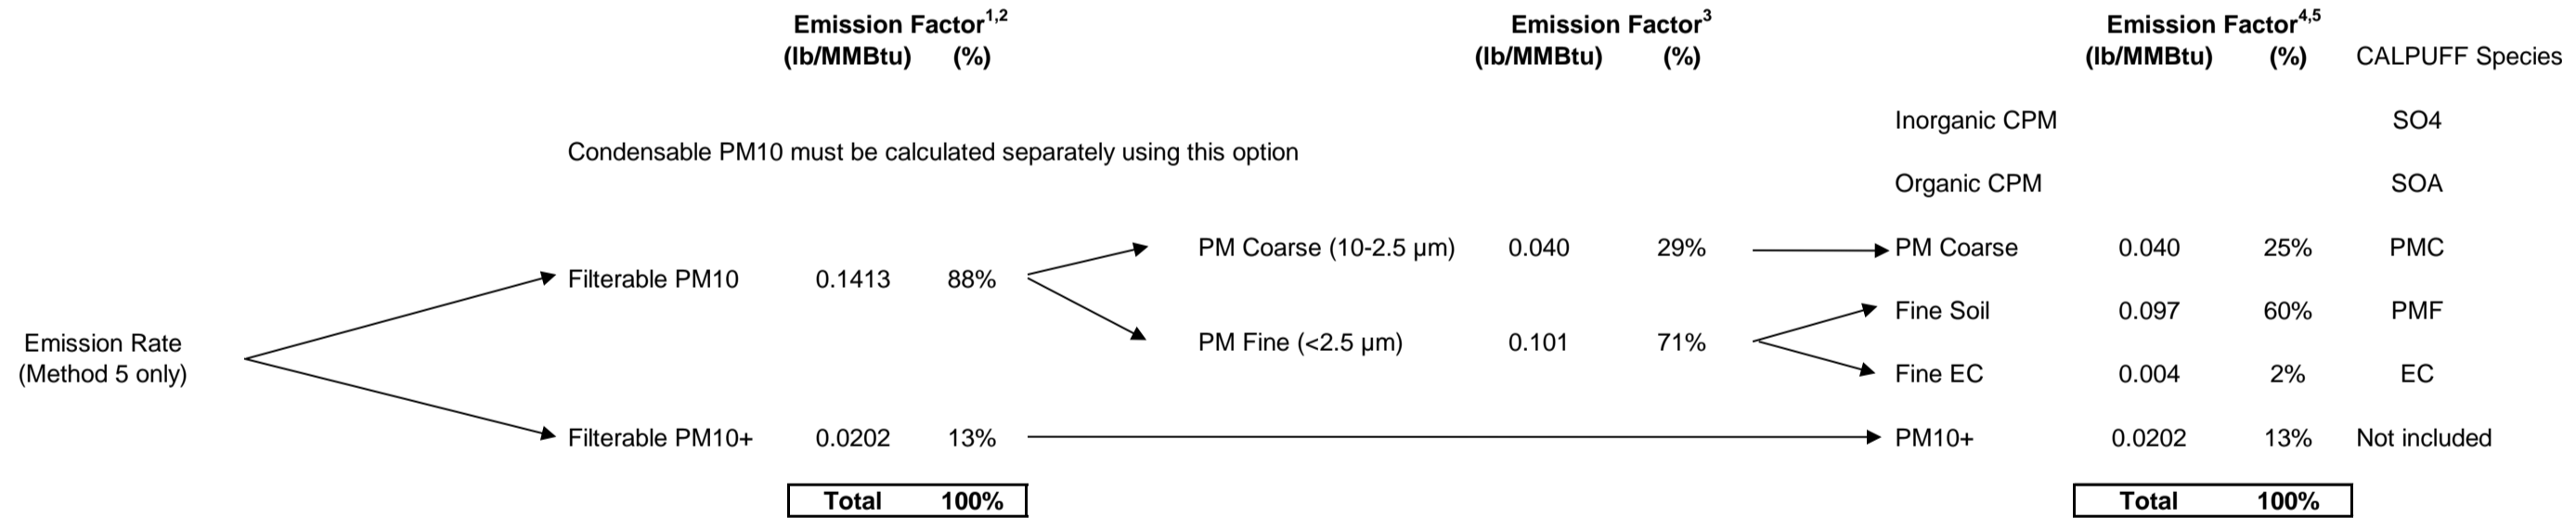 Emission Factor1,2 Emission Factor3 Emission Factor4,5
(lb/MMBtu) (%) (lb/MMBtu) (%) (lb/MMBtu) (%) CALPUFF Species
Inorganic CPM SO4
Condensable PM10 must be calculated separately using this option
Organic CPM SOA
PM Coarse (10-2.5 µm) 0.040 29% PM Coarse 0.040 25% PMC
Filterable PM10 0.1413 88%
Fine Soil 0.097 60% PMF
Emission Rate PM Fine (<2.5 µm) 0.101 71%
(Method 5 only) Fine EC 0.004 2% EC
Filterable PM10+ 0.0202 13% PM10+ 0.0202 13% Not included
Total 100% Total 100%